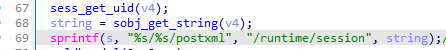 67 sess_get_uid(v4);
68 string = sobj_get_string(v4);
69 sprintf(s, "%s/%s/postxml", "/runtime/session", string);/